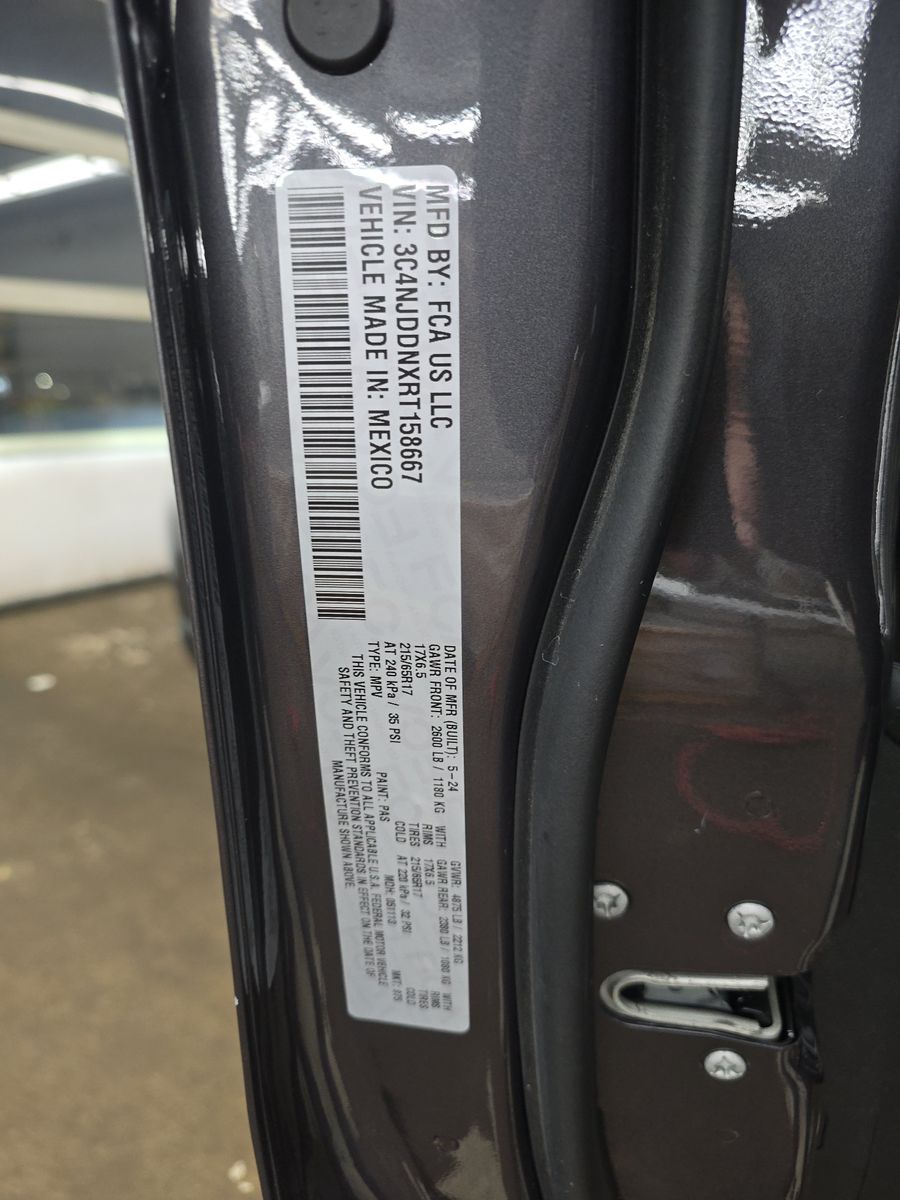 MFD BY: FCA US LLC
VIN: 3C4NJDDNXRT158667
VEHICLE MADE IN: MEXICO
DATE OF MFR (BUILT): 5-24 GVWR: 4875 LB / 2212 KG
GAWR FRONT: 2600 LB / 1180 KG WITH GAWR REAR: 2380 LB / 1080 KG WITH
17X6.5 RIMS 17X6.5 RIMS
215/65R17 TIRES 215/65R17 TIRES
AT 240 kPa / 35 PSI COLD AT 220 kPa / 32 PSI COLD
TYPE: MPV PAINT: PAS MDH: 051113 MKT:
THIS VEHICLE CONFORMS TO ALL APPLICABLE U.S.A. FEDERAL MOTOR VEHICLE
SAFETY AND THEFT PREVENTION STANDARDS IN EFFECT ON THE DATE OF
MANUFACTURE SHOWN ABOVE.